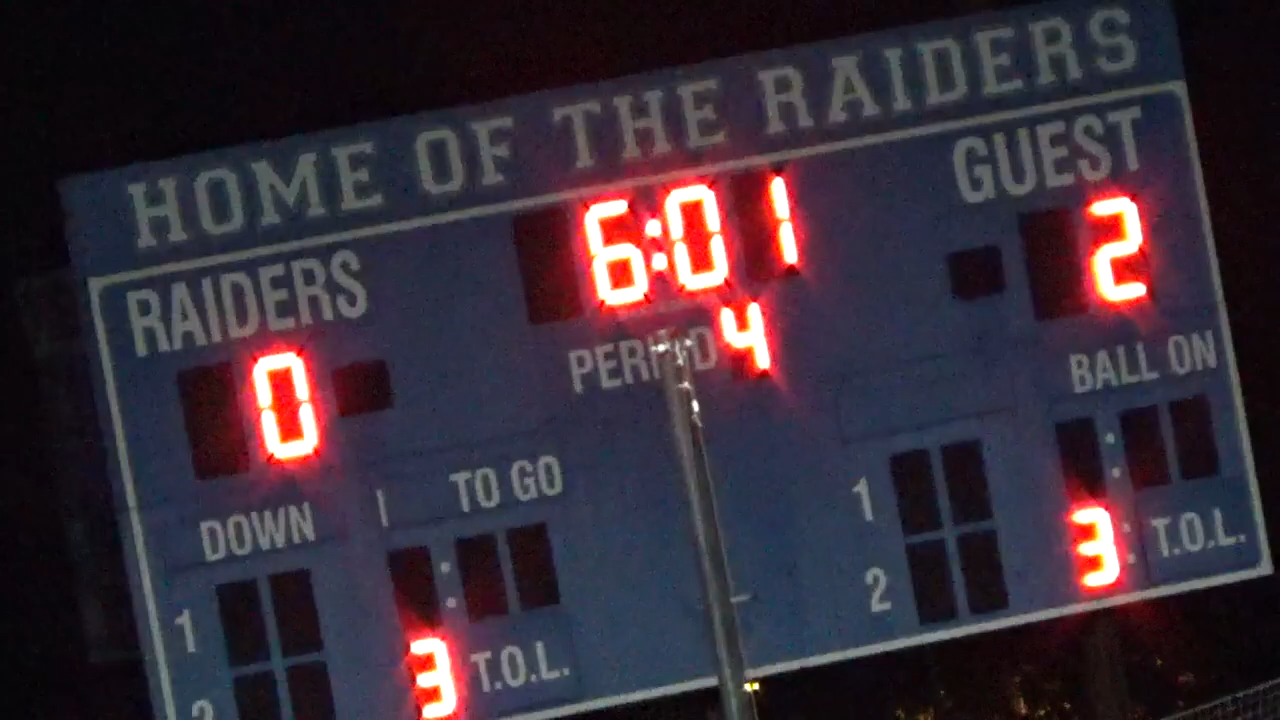 HOME OF THE RAIDERS
RAIDERS 6:01 GUEST
0 PERIOD 4 2
DOWN TO GO BALL ON
1 1
2 2
3 T.O.L. 3 T.O.L.